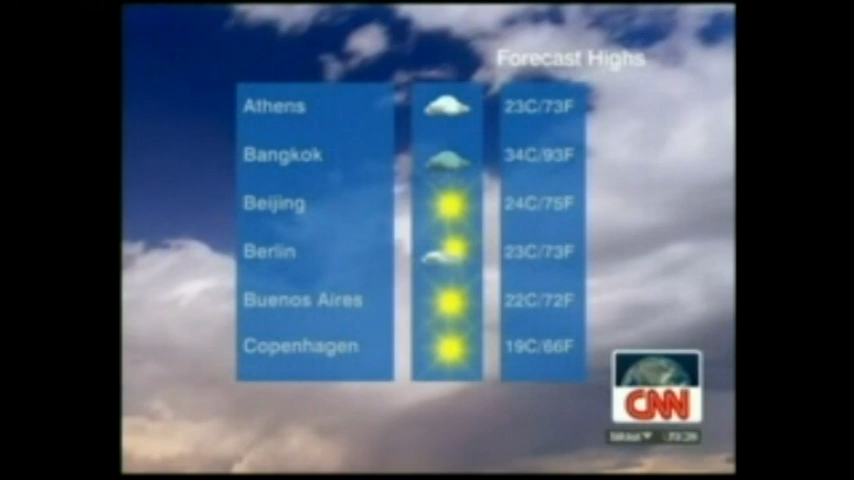 Forecast Highs
Athens 23C/73F
Bangkok 34C/93F
Beijing 24C/75F
Berlin 23C/73F
Buenos Aires 22C/72F
Copenhagen 19C/66F
CNN